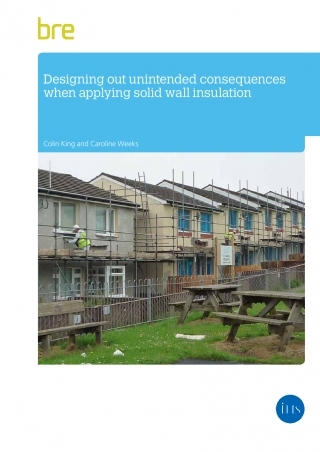 bre
Designing out unintended consequences
when applying solid wall insulation
Colin King and Caroline Weeks
IHS